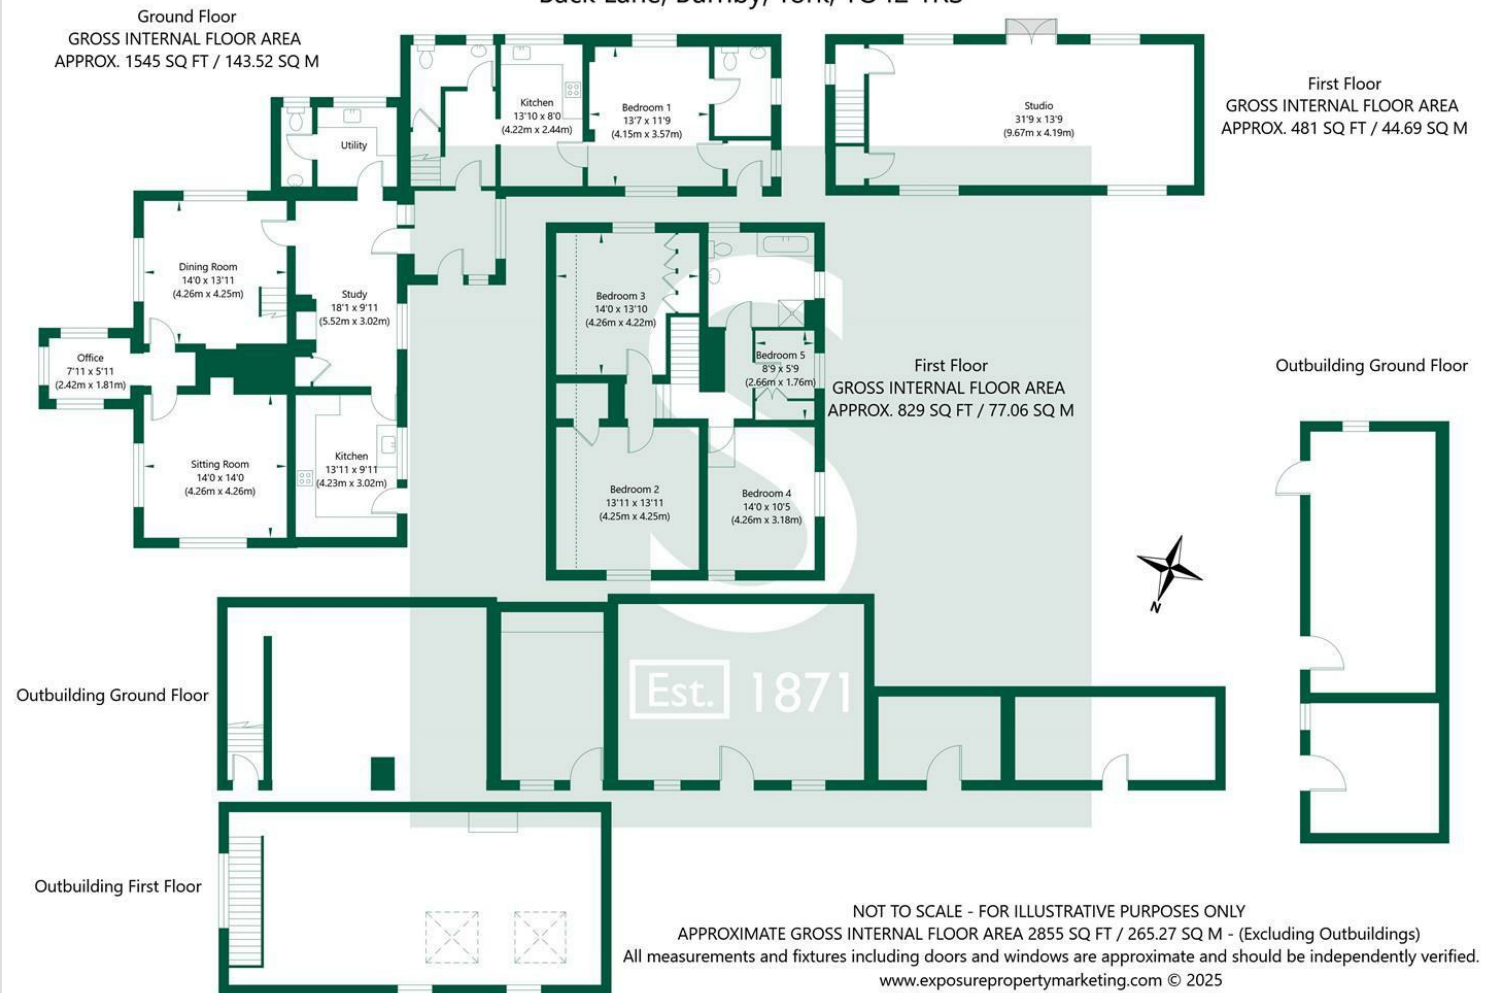 Ground Floor
GROSS INTERNAL FLOOR AREA
APPROX. 1545 SQ FT / 143.52 SQ M
Kitchen
13'10 x 8'0
(4.22m x 2.44m)
Bedroom 1
13'7 x 11'9
(4.15m x 3.57m)
Studio
31'9 x 13'9
(9.67m x 4.19m)
First Floor
GROSS INTERNAL FLOOR AREA
APPROX. 481 SQ FT / 44.69 SQ M
Utility
Dining Room
14'0 x 13'11
(4.26m x 4.25m)
Study
18'1 x 9'11
(5.52m x 3.02m)
Office
7'11 x 5'11
(2.42m x 1.81m)
Sitting Room
14'0 x 14'0
(4.26m x 4.26m)
Kitchen
13'11 x 9'11
(4.23m x 3.02m)
Bedroom 3
14'0 x 13'10
(4.26m x 4.22m)
Bedroom 5
8'9 x 5'9
(2.66m x 1.76m)
Bedroom 2
13'11 x 13'11
(4.25m x 4.25m)
Bedroom 4
14'0 x 10'5
(4.26m x 3.18m)
First Floor
GROSS INTERNAL FLOOR AREA
APPROX. 829 SQ FT / 77.06 SQ M
Outbuilding Ground Floor
N
S
Est. 1871
Outbuilding Ground Floor
Outbuilding First Floor
NOT TO SCALE - FOR ILLUSTRATIVE PURPOSES ONLY
APPROXIMATE GROSS INTERNAL FLOOR AREA 2855 SQ FT / 265.27 SQ M - (Excluding Outbuildings)
All measurements and fixtures including doors and windows are approximate and should be independently verified.
www.exposurepropertymarketing.com © 2025